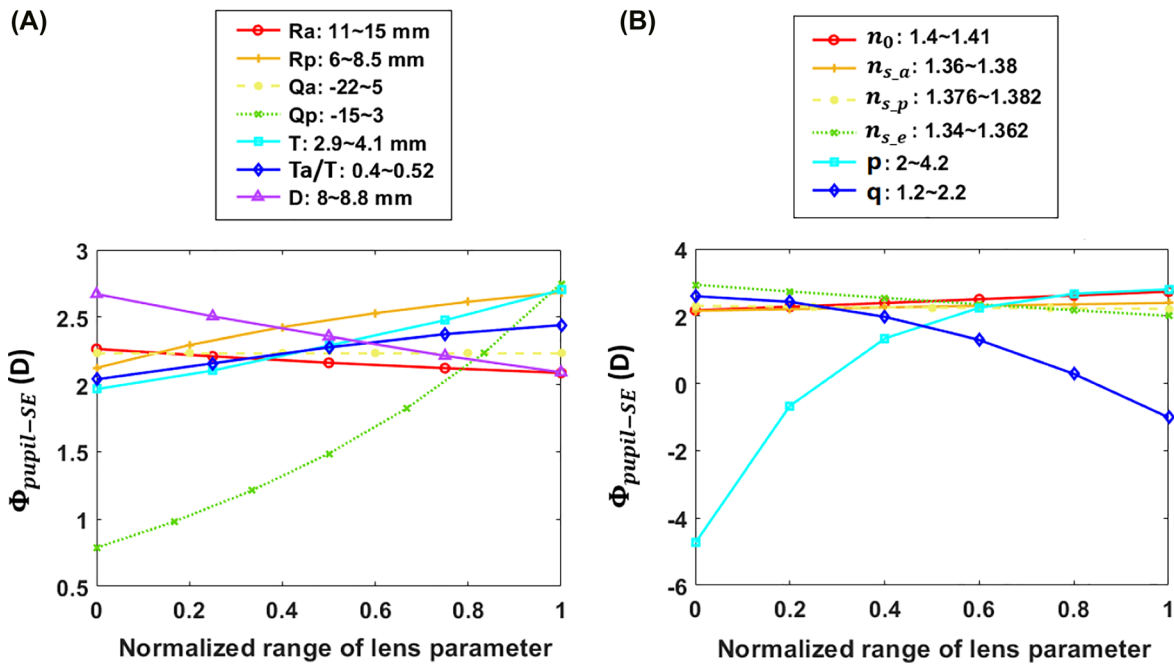 (A)
Ra: 11~15 mm
Rp: 6~8.5 mm
Qa: -22~5
Qp: -15~3
T: 2.9~4.1 mm
Ta/T: 0.4~0.52
D: 8~8.8 mm
3
2.5
2
1.5
1
0.5
Φpupil−SE (D)
0 0.2 0.4 0.6 0.8 1
Normalized range of lens parameter
(B)
n0: 1.4~1.41
ns_a: 1.36~1.38
ns_p: 1.376~1.382
ns_e: 1.34~1.362
p: 2~4.2
q: 1.2~2.2
4
2
0
-2
-4
-6
Φpupil−SE (D)
0 0.2 0.4 0.6 0.8 1
Normalized range of lens parameter